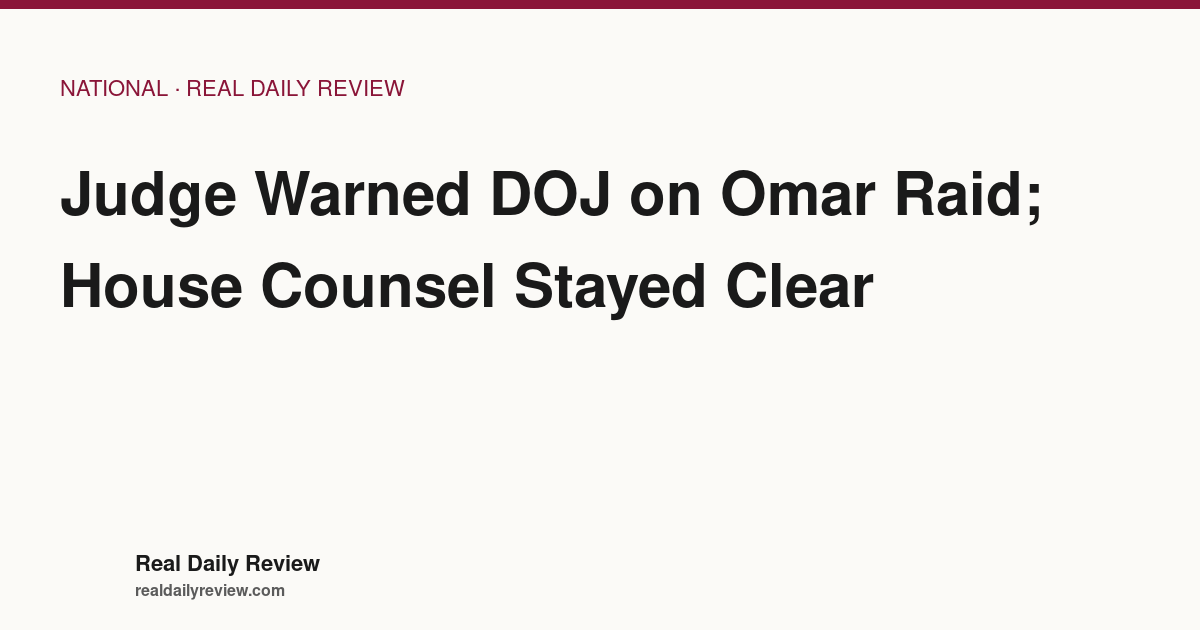 NATIONAL · REAL DAILY REVIEW
Judge Warned DOJ on Omar Raid;
House Counsel Stayed Clear
Real Daily Review
realdailyreview.com